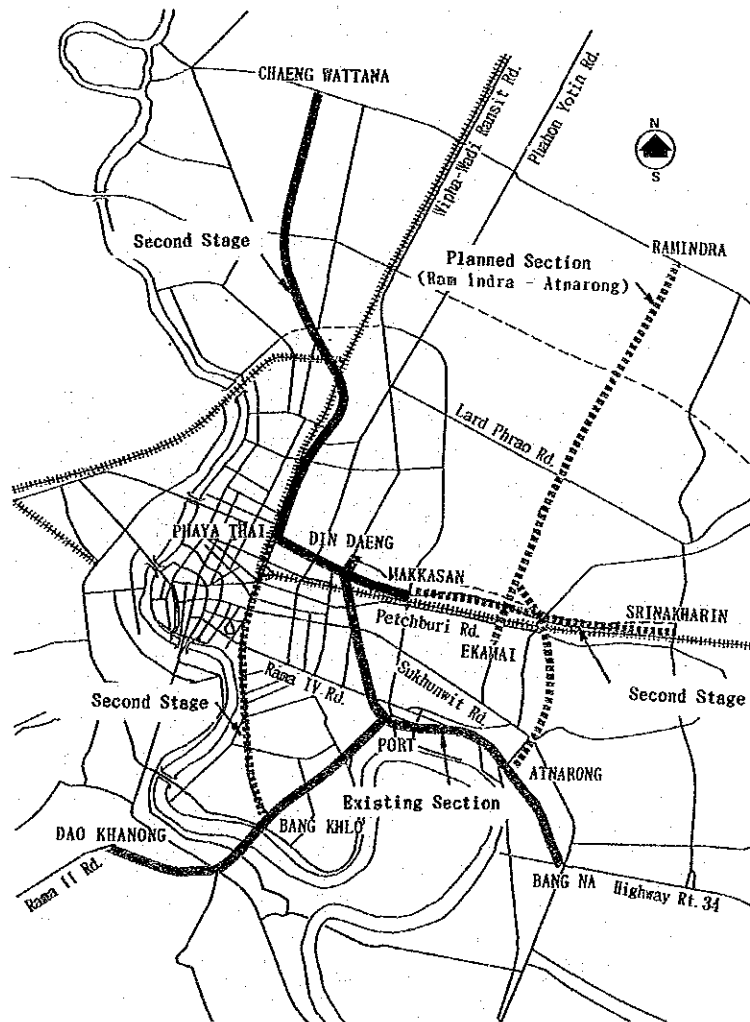 CHAENG WATTANA
Wipha-Wadi Ransit Rd.
Phahon Yotin Rd.
N
S
Second Stage
RAMINDRA
Planned Section
(Ram Indra - Atnarong)
Lard Phrao Rd.
PHAYA THAI
DIN DAENG
MAKKASAN
SRINAKHARIN
Petchburi Rd.
EKAMAI
Rama IV Rd.
Sukhunwit Rd.
Second Stage
Second Stage
PORT
ATNARONG
Existing Section
DAO KHANONG
BANG KHLO
Rama II Rd.
BANG NA
Highway Rt. 34